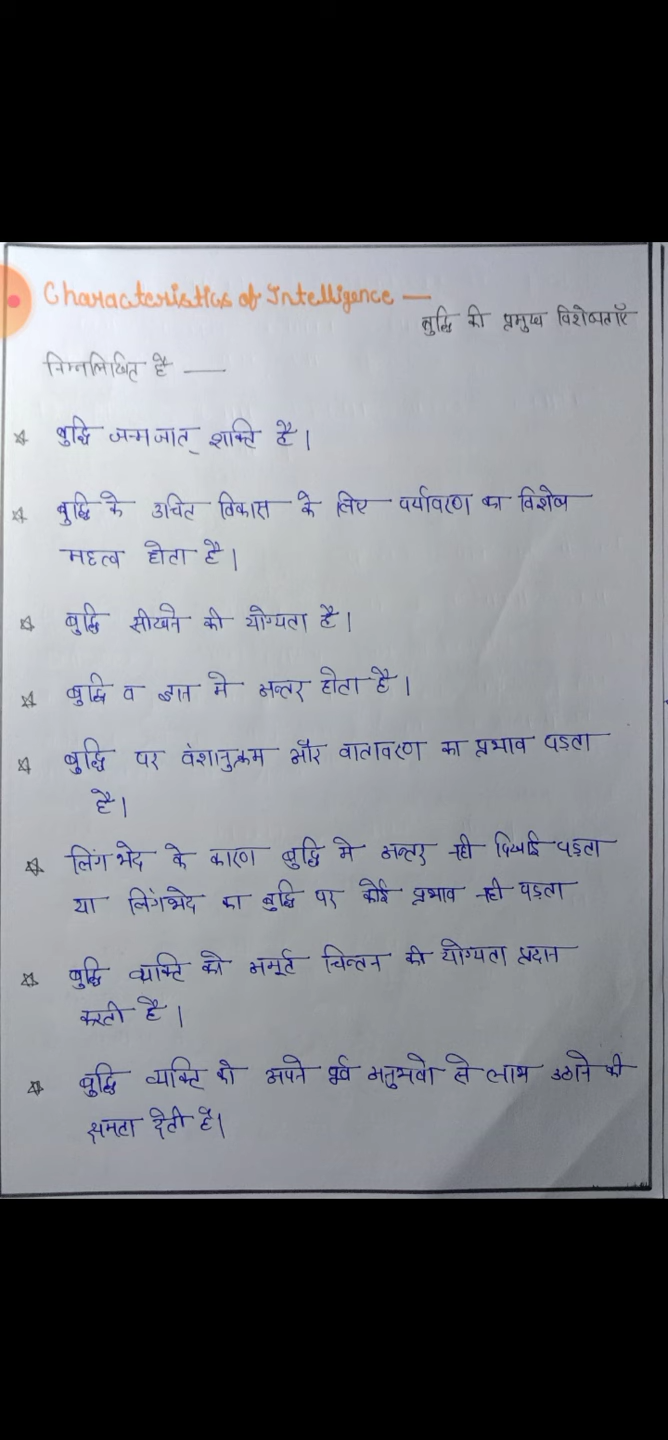 Characteristics of Intelligence —
बुद्धि की प्रमुख विशेषताएँ
निम्नलिखित है —
☆ बुद्धि जन्मजात् शक्ति है।
☆ बुद्धि के उचित विकास के लिए पर्यावरण का विशेष
महत्व होता है।
☆ बुद्धि सीखने की योग्यता है।
☆ बुद्धि व ज्ञान मे अन्तर होता है।
☆ बुद्धि पर वंशानुक्रम और वातावरण का प्रभाव पड़ता
है।
☆ लिंगभेद के कारण बुद्धि मे अन्तर नही दिखाई पड़ता
या लिंगभेद का बुद्धि पर कोई प्रभाव नही पड़ता
☆ बुद्धि व्यक्ति को अमूर्त चिन्तन की योग्यता प्रदान
करती है।
☆ बुद्धि व्यक्ति को अपने पूर्व अनुभवो से लाभ उठाने की
क्षमता देती है।